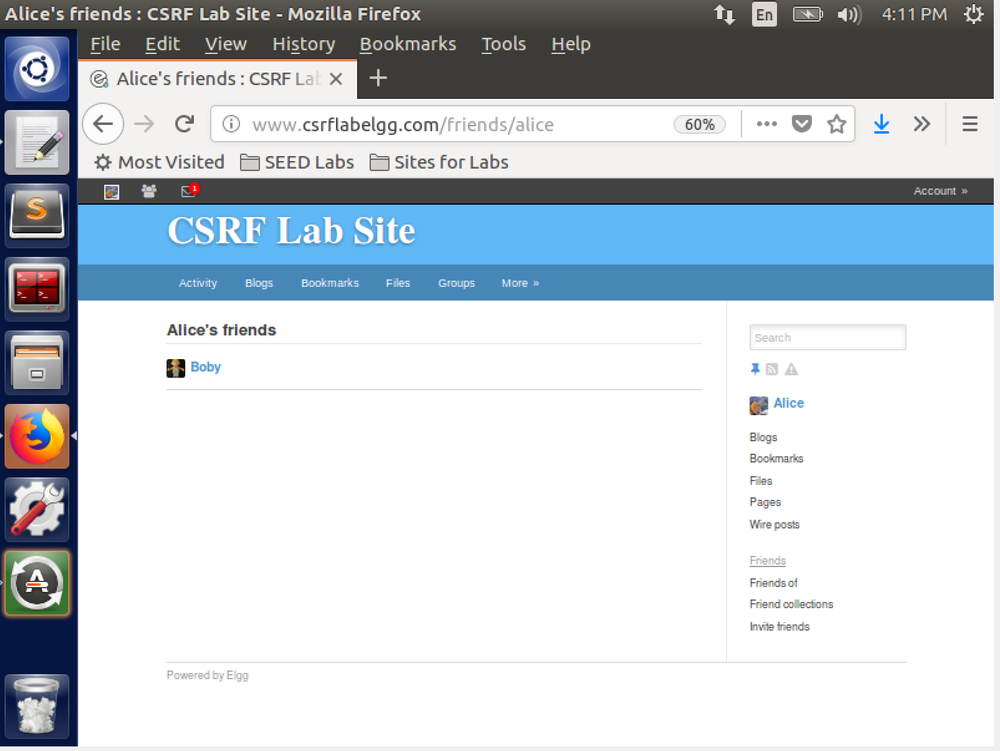 Alice's friends : CSRF Lab Site - Mozilla Firefox En 4:11 PM
File Edit View History Bookmarks Tools Help
Alice's friends : CSRF Lab
www.csrflabelgg.com/friends/alice 60%
Most Visited SEED Labs Sites for Labs
1 Account »
CSRF Lab Site
Activity Blogs Bookmarks Files Groups More »
Alice's friends
Boby
Search
Alice
Blogs
Bookmarks
Files
Pages
Wire posts
Friends
Friends of
Friend collections
Invite friends
Powered by Elgg